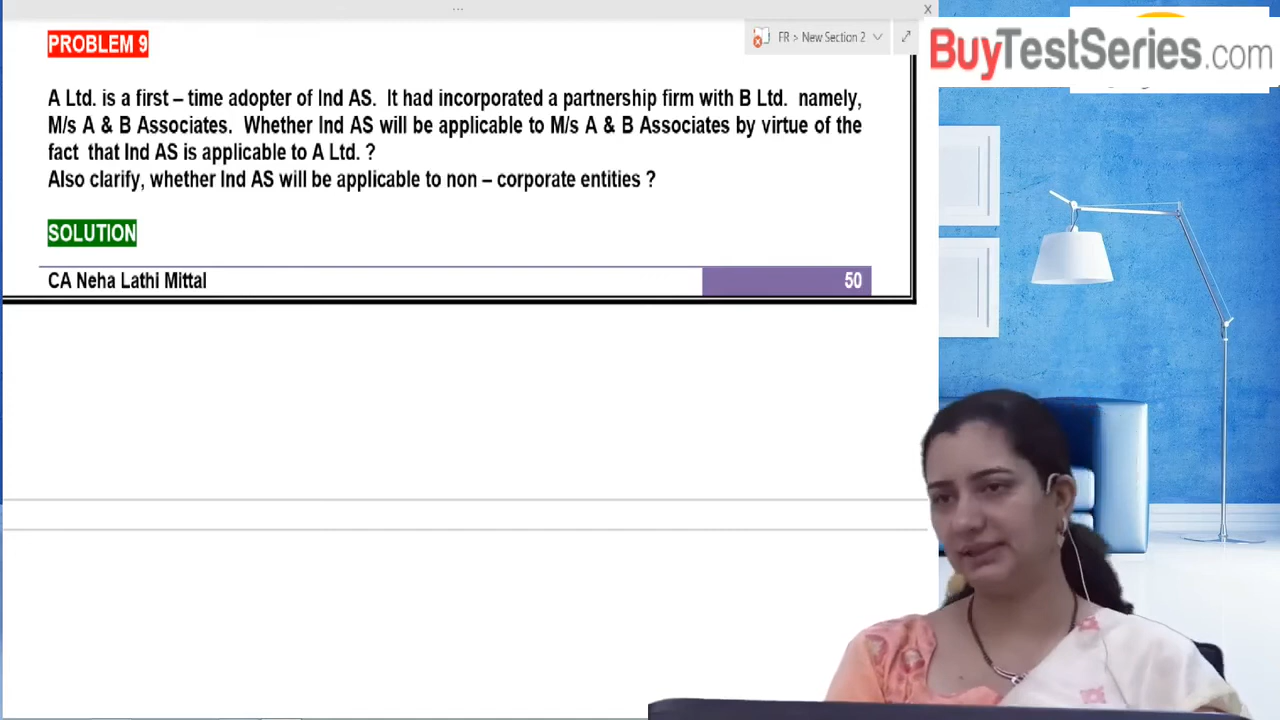 PROBLEM 9
FR > New Section 2
BuyTestSeries.com
A Ltd. is a first – time adopter of Ind AS. It had incorporated a partnership firm with B Ltd. namely,
M/s A & B Associates. Whether Ind AS will be applicable to M/s A & B Associates by virtue of the
fact that Ind AS is applicable to A Ltd. ?
Also clarify, whether Ind AS will be applicable to non – corporate entities ?
SOLUTION
CA Neha Lathi Mittal 50